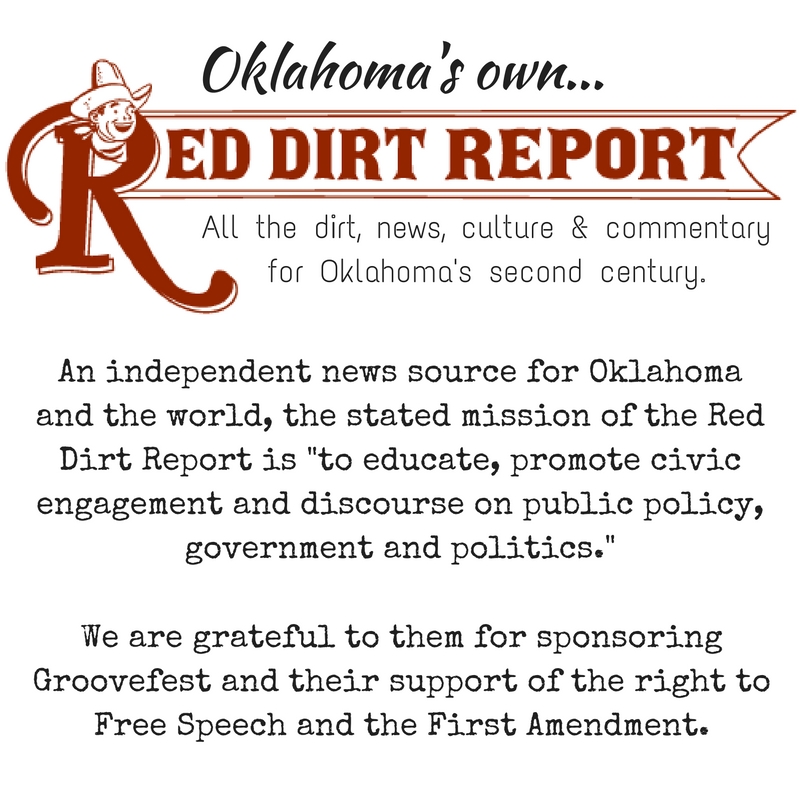 Oklahoma's own...
RED DIRT REPORT
All the dirt, news, culture & commentary
for Oklahoma's second century.
An independent news source for Oklahoma
and the world, the stated mission of the Red
Dirt Report is "to educate, promote civic
engagement and discourse on public policy,
government and politics."
We are grateful to them for sponsoring
Groovefest and their support of the right to
Free Speech and the First Amendment.